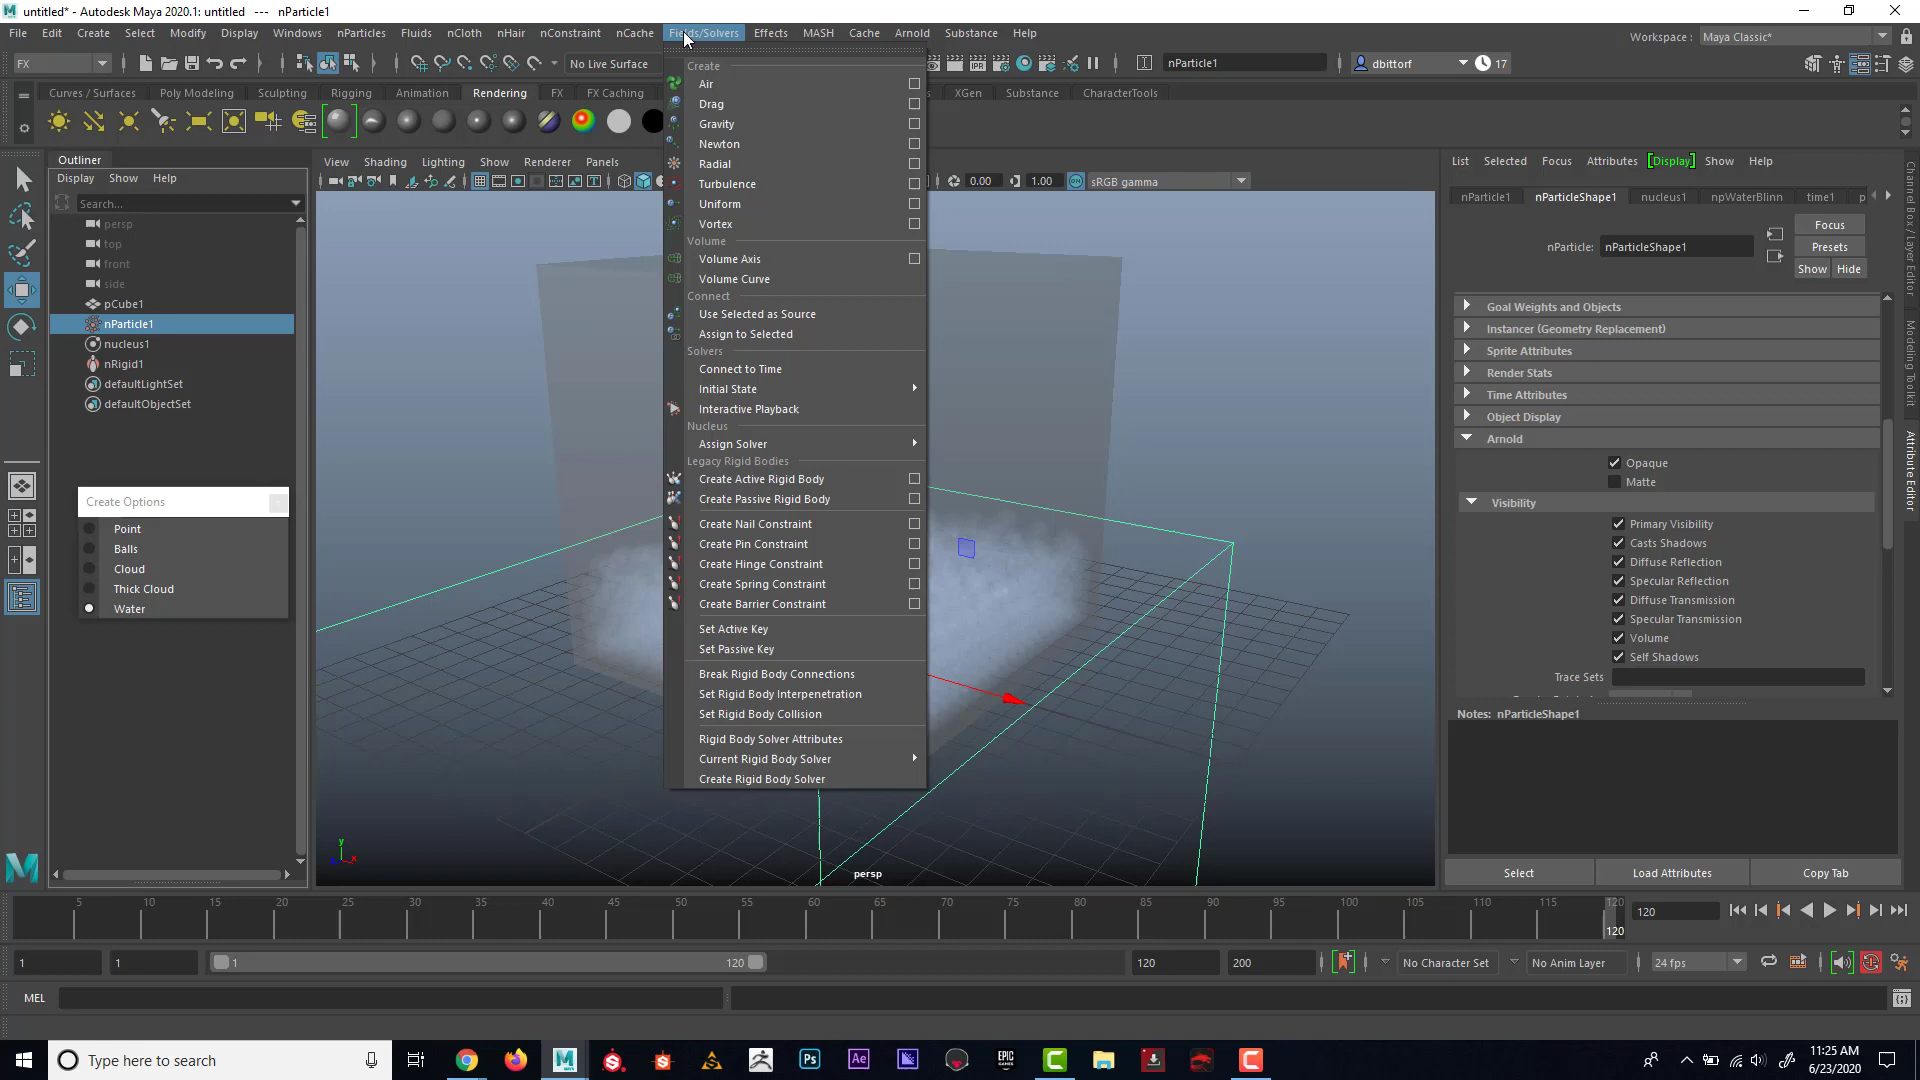 untitled* - Autodesk Maya 2020.1: untitled   ---   nParticle1
File Edit Create Select Modify Display Windows nParticles Fluids nCloth nHair nConstraint nCache Fields/Solvers Effects MASH Cache Arnold Substance Help
Workspace : Maya Classic*
FX
No Live Surface
nParticle1
dbittorf
17
Curves / Surfaces Poly Modeling Sculpting Rigging Animation Rendering FX FX Caching XGen Substance CharacterTools
Outliner
Display Show Help
Search...
persp
top
front
side
pCube1
nParticle1
nucleus1
nRigid1
defaultLightSet
defaultObjectSet
Create Options
Point
Balls
Cloud
Thick Cloud
Water
View Shading Lighting Show Renderer Panels
0.00
1.00
sRGB gamma
Create
Air
Drag
Gravity
Newton
Radial
Turbulence
Uniform
Vortex
Volume
Volume Axis
Volume Curve
Connect
Use Selected as Source
Assign to Selected
Solvers
Connect to Time
Initial State
Interactive Playback
Nucleus
Assign Solver
Legacy Rigid Bodies
Create Active Rigid Body
Create Passive Rigid Body
Create Nail Constraint
Create Pin Constraint
Create Hinge Constraint
Create Spring Constraint
Create Barrier Constraint
Set Active Key
Set Passive Key
Break Rigid Body Connections
Set Rigid Body Interpenetration
Set Rigid Body Collision
Rigid Body Solver Attributes
Current Rigid Body Solver
Create Rigid Body Solver
y
x
persp
List Selected Focus Attributes Display Show Help
nParticle1 nParticleShape1 nucleus1 npWaterBlinn time1 p
Focus
nParticle: nParticleShape1
Presets
Show Hide
Goal Weights and Objects
Instancer (Geometry Replacement)
Sprite Attributes
Render Stats
Time Attributes
Object Display
Arnold
Opaque
Matte
Visibility
Primary Visibility
Casts Shadows
Diffuse Reflection
Specular Reflection
Diffuse Transmission
Specular Transmission
Volume
Self Shadows
Trace Sets
Notes: nParticleShape1
Select
Load Attributes
Copy Tab
Channel Box / Layer Editor
Modeling Toolkit
Attribute Editor
5 10 15 20 25 30 35 40 45 50 55 60 65 70 75 80 85 90 95 100 105 110 115 120
120
120
1
1
1
120
120
200
No Character Set
No Anim Layer
24 fps
MEL
Type here to search
Ps
Ae
EPIC GAMES
11:25 AM
6/23/2020